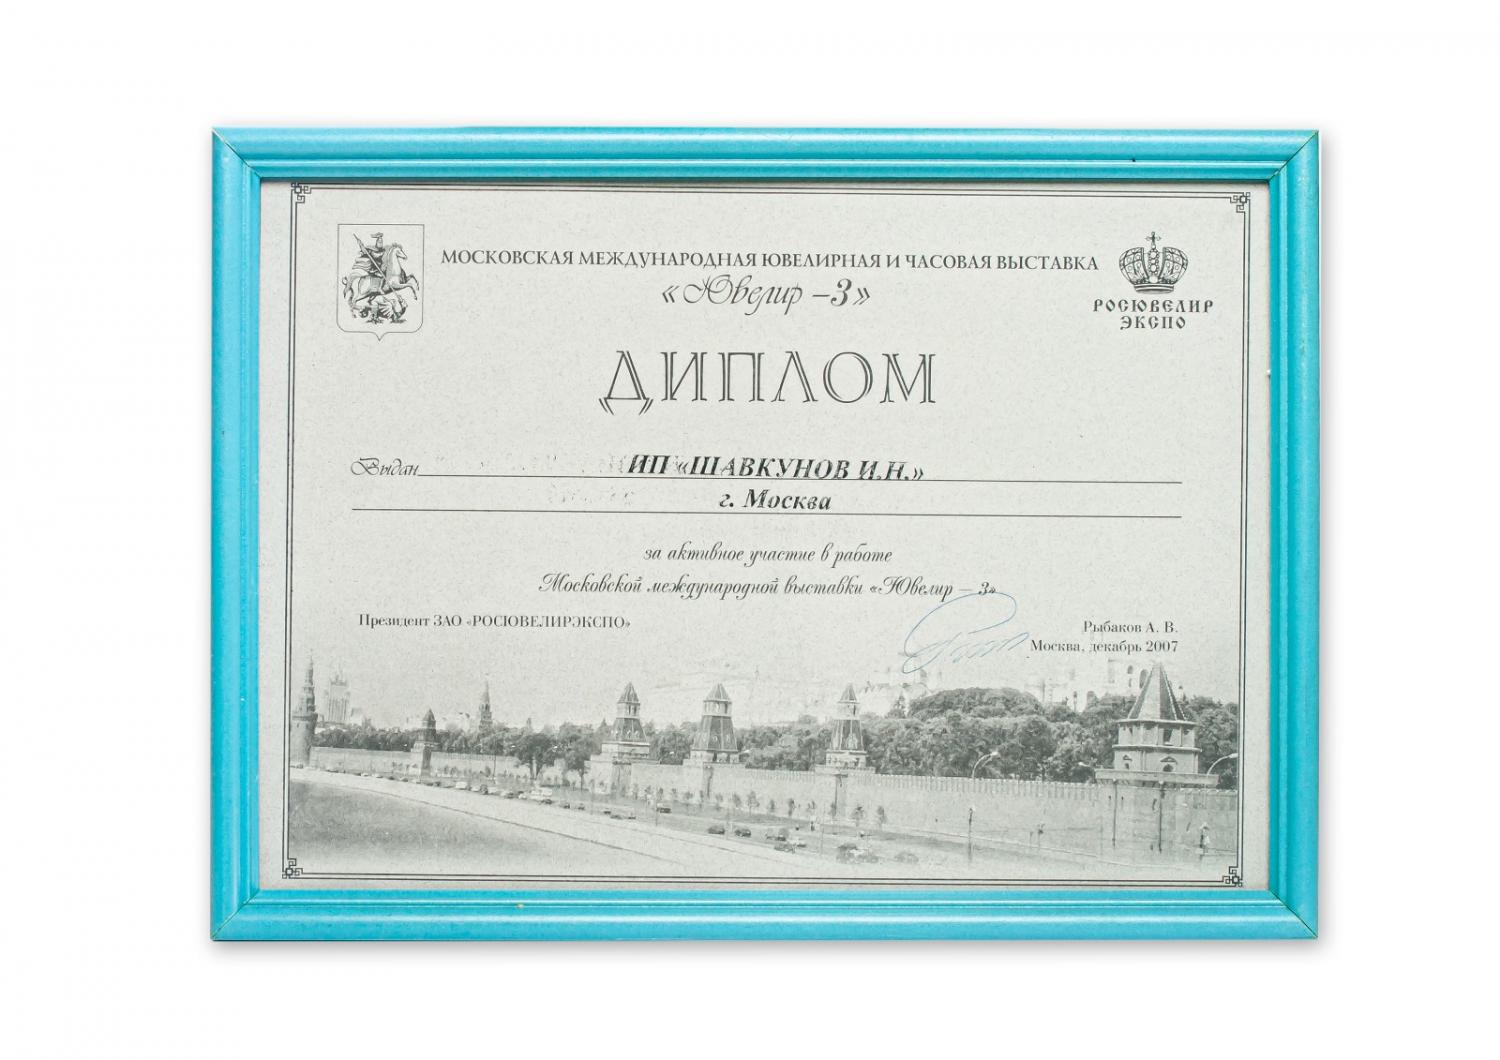 МОСКОВСКАЯ МЕЖДУНАРОДНАЯ ЮВЕЛИРНАЯ И ЧАСОВАЯ ВЫСТАВКА
«Ювелир –3»
РОСЮВЕЛИР
ЭКСПО
ДИПЛОМ
Выдан ИП «ШАВКУНОВ И.Н.»
г. Москва
за активное участие в работе
Московской международной выставки «Ювелир – 3»
Президент ЗАО «РОСЮВЕЛИРЭКСПО»
Рыбаков А. В.
Москва, декабрь 2007